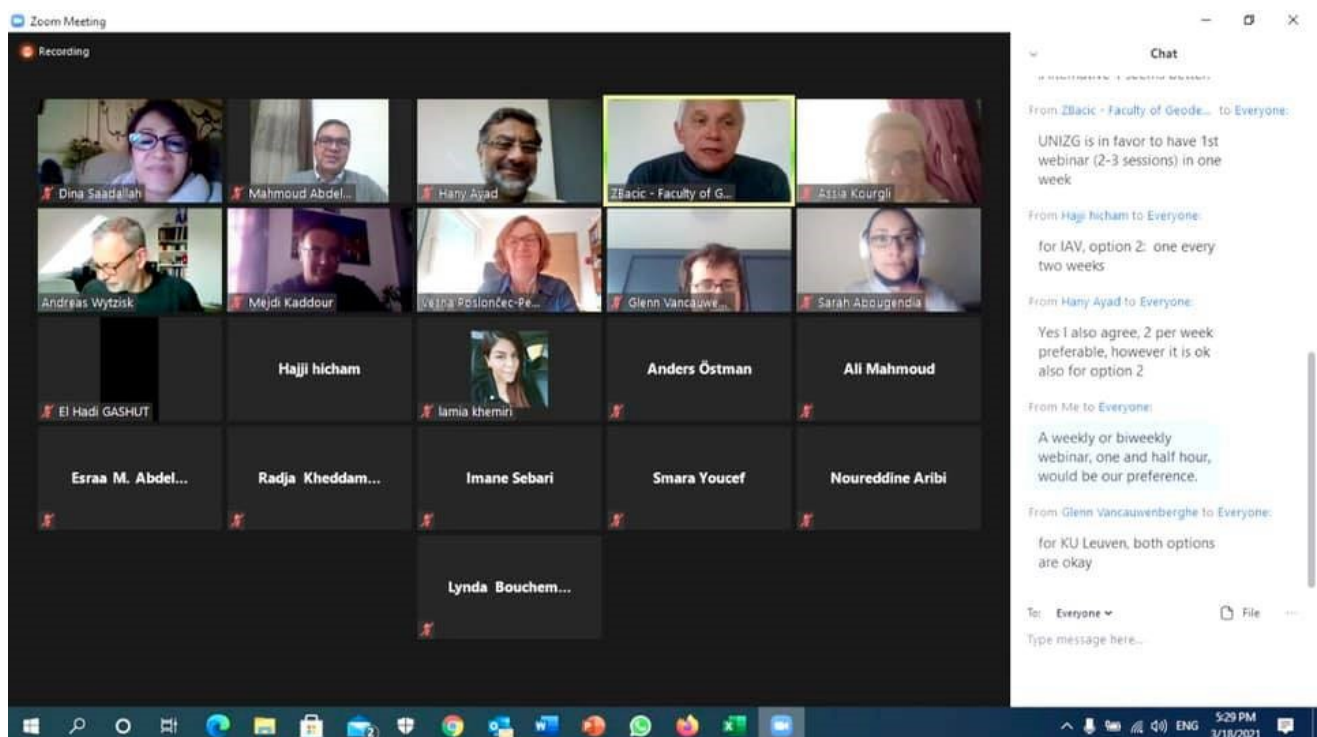 Zoom Meeting
Recording
Dina Saadallah
Mahmoud Abdel...
Hany Ayad
ZBacic - Faculty of G...
Assia Kourgli
Andreas Wytzisk
Mejdi Kaddour
Vesna Poslončec-Pe...
Glenn Vancauwe...
Sarah Abougendia
El Hadi GASHUT
Hajji hicham
lamia khemiri
Anders Östman
Ali Mahmoud
Esraa M. Abdel...
Radja Kheddam...
Imane Sebari
Smara Youcef
Noureddine Aribi
Lynda Bouchem...
Chat
From ZBacic - Faculty of Geode... to Everyone:
UNIZG is in favor to have 1st
webinar (2-3 sessions) in one
week
From Hajji hicham to Everyone:
for IAV, option 2: one every
two weeks
From Hany Ayad to Everyone:
Yes I also agree, 2 per week
preferable, however it is ok
also for option 2
From Me to Everyone:
A weekly or biweekly
webinar, one and half hour,
would be our preference.
From Glenn Vancauwenberghe to Everyone:
for KU Leuven, both options
are okay
To: Everyone
File
Type message here...
2
ENG
5:29 PM
3/18/2021